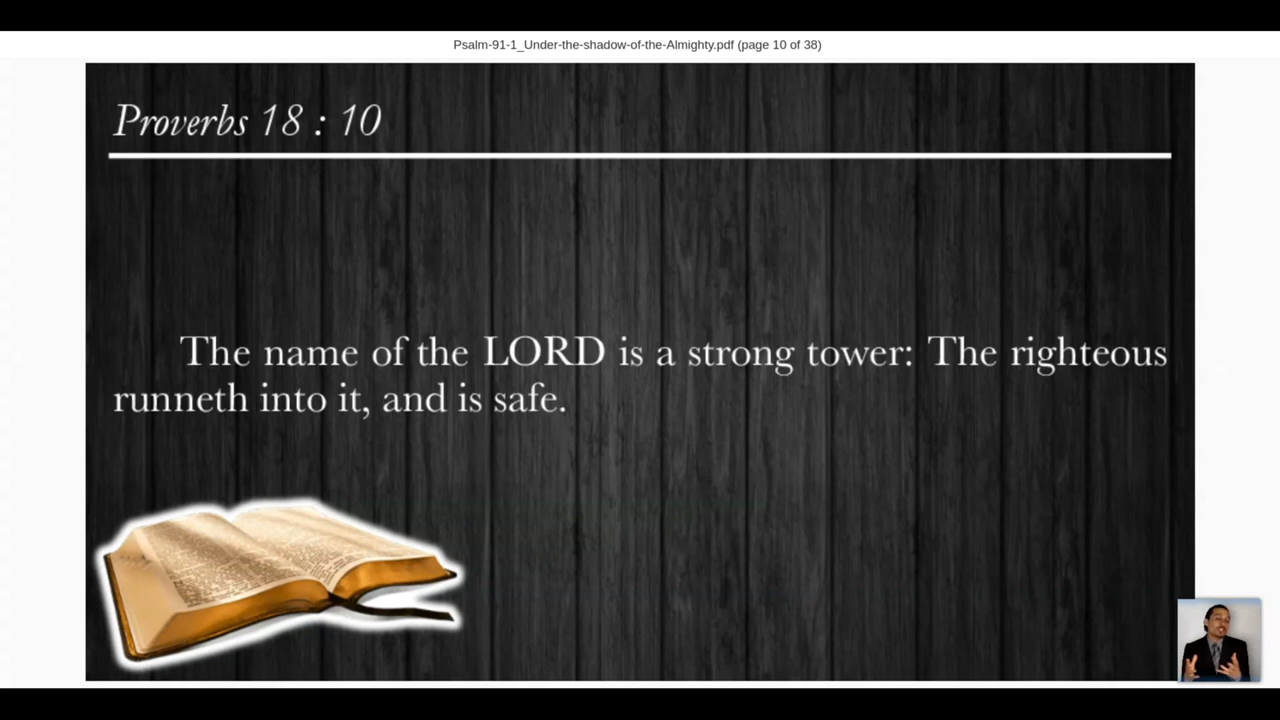 Psalm-91-1_Under-the-shadow-of-the-Almighty.pdf (page 10 of 38)
Proverbs 18 : 10
The name of the LORD is a strong tower: The righteous
runneth into it, and is safe.